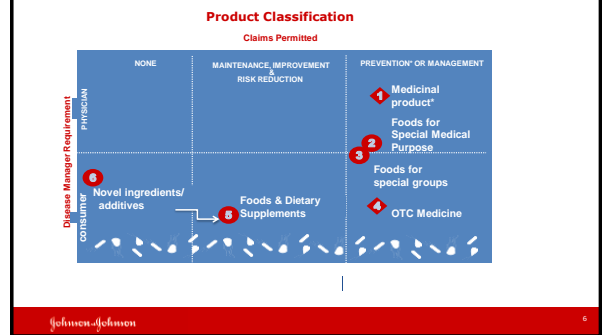 Product Classification
Claims Permitted
NONE
MAINTENANCE, IMPROVEMENT
&
RISK REDUCTION
PREVENTION* OR MANAGEMENT
Disease Manager Requirement
PHYSICIAN
consumer
1
Medicinal
product*
2
Foods for
Special Medical
Purpose
3
Foods for
special groups
4
OTC Medicine
6
Novel ingredients/
additives
5
Foods & Dietary
Supplements
Johnson & Johnson
6